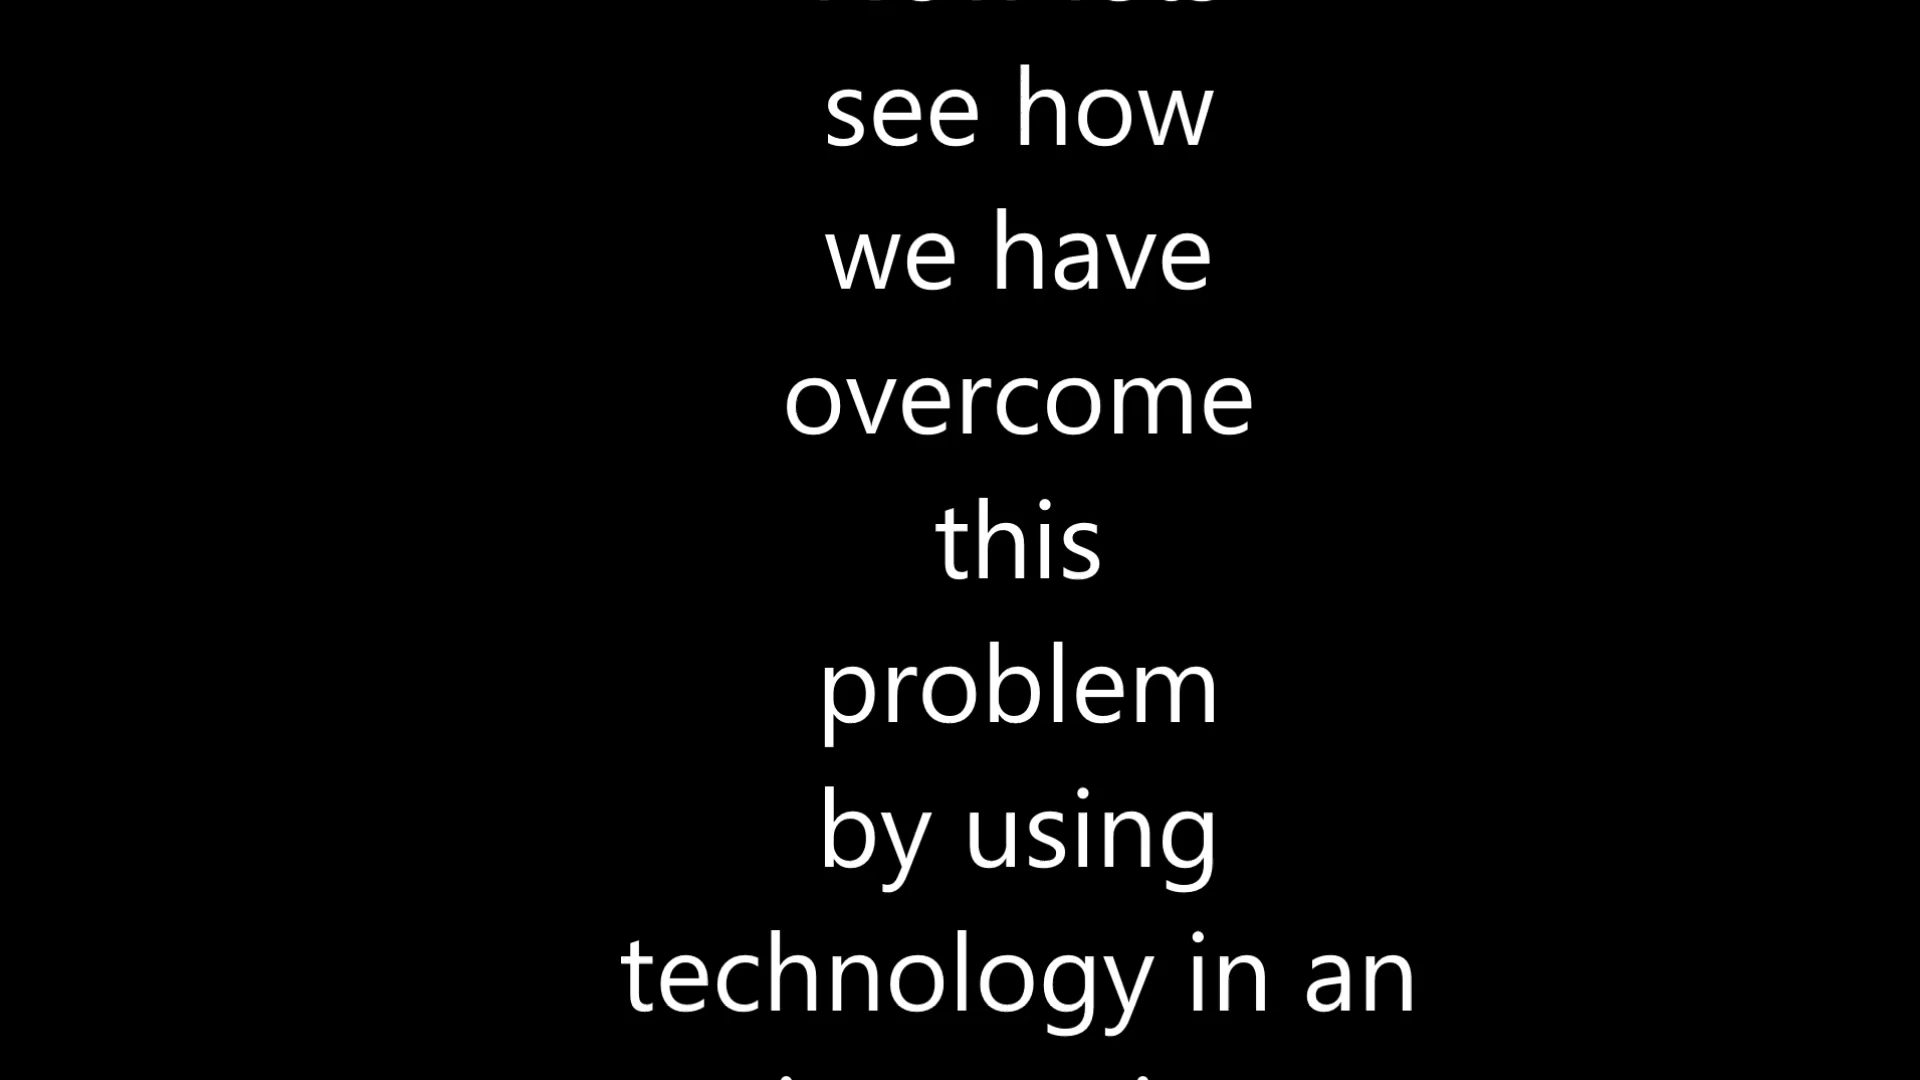 see how
we have
overcome
this
problem
by using
technology in an